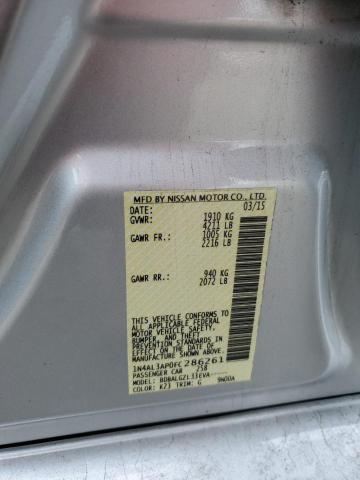 MFD BY NISSAN MOTOR CO., LTD.
DATE: 03/15
GVWR: 1910 KG
4211 LB
GAWR FR.: 1005 KG
2216 LB
GAWR RR.: 940 KG
2072 LB
THIS VEHICLE CONFORMS TO ALL
APPLICABLE FEDERAL MOTOR
VEHICLE SAFETY,
BUMPER, AND THEFT
PREVENTION STANDARDS
IN EFFECT ON THE DATE OF
MANUFACTURE SHOWN ABOVE.
1N4AL3AP0FC286261
PASSENGER CAR 258
MODEL: BDBALGZL33EVA-----
COLOR: K23 TRIM: G 9N00A